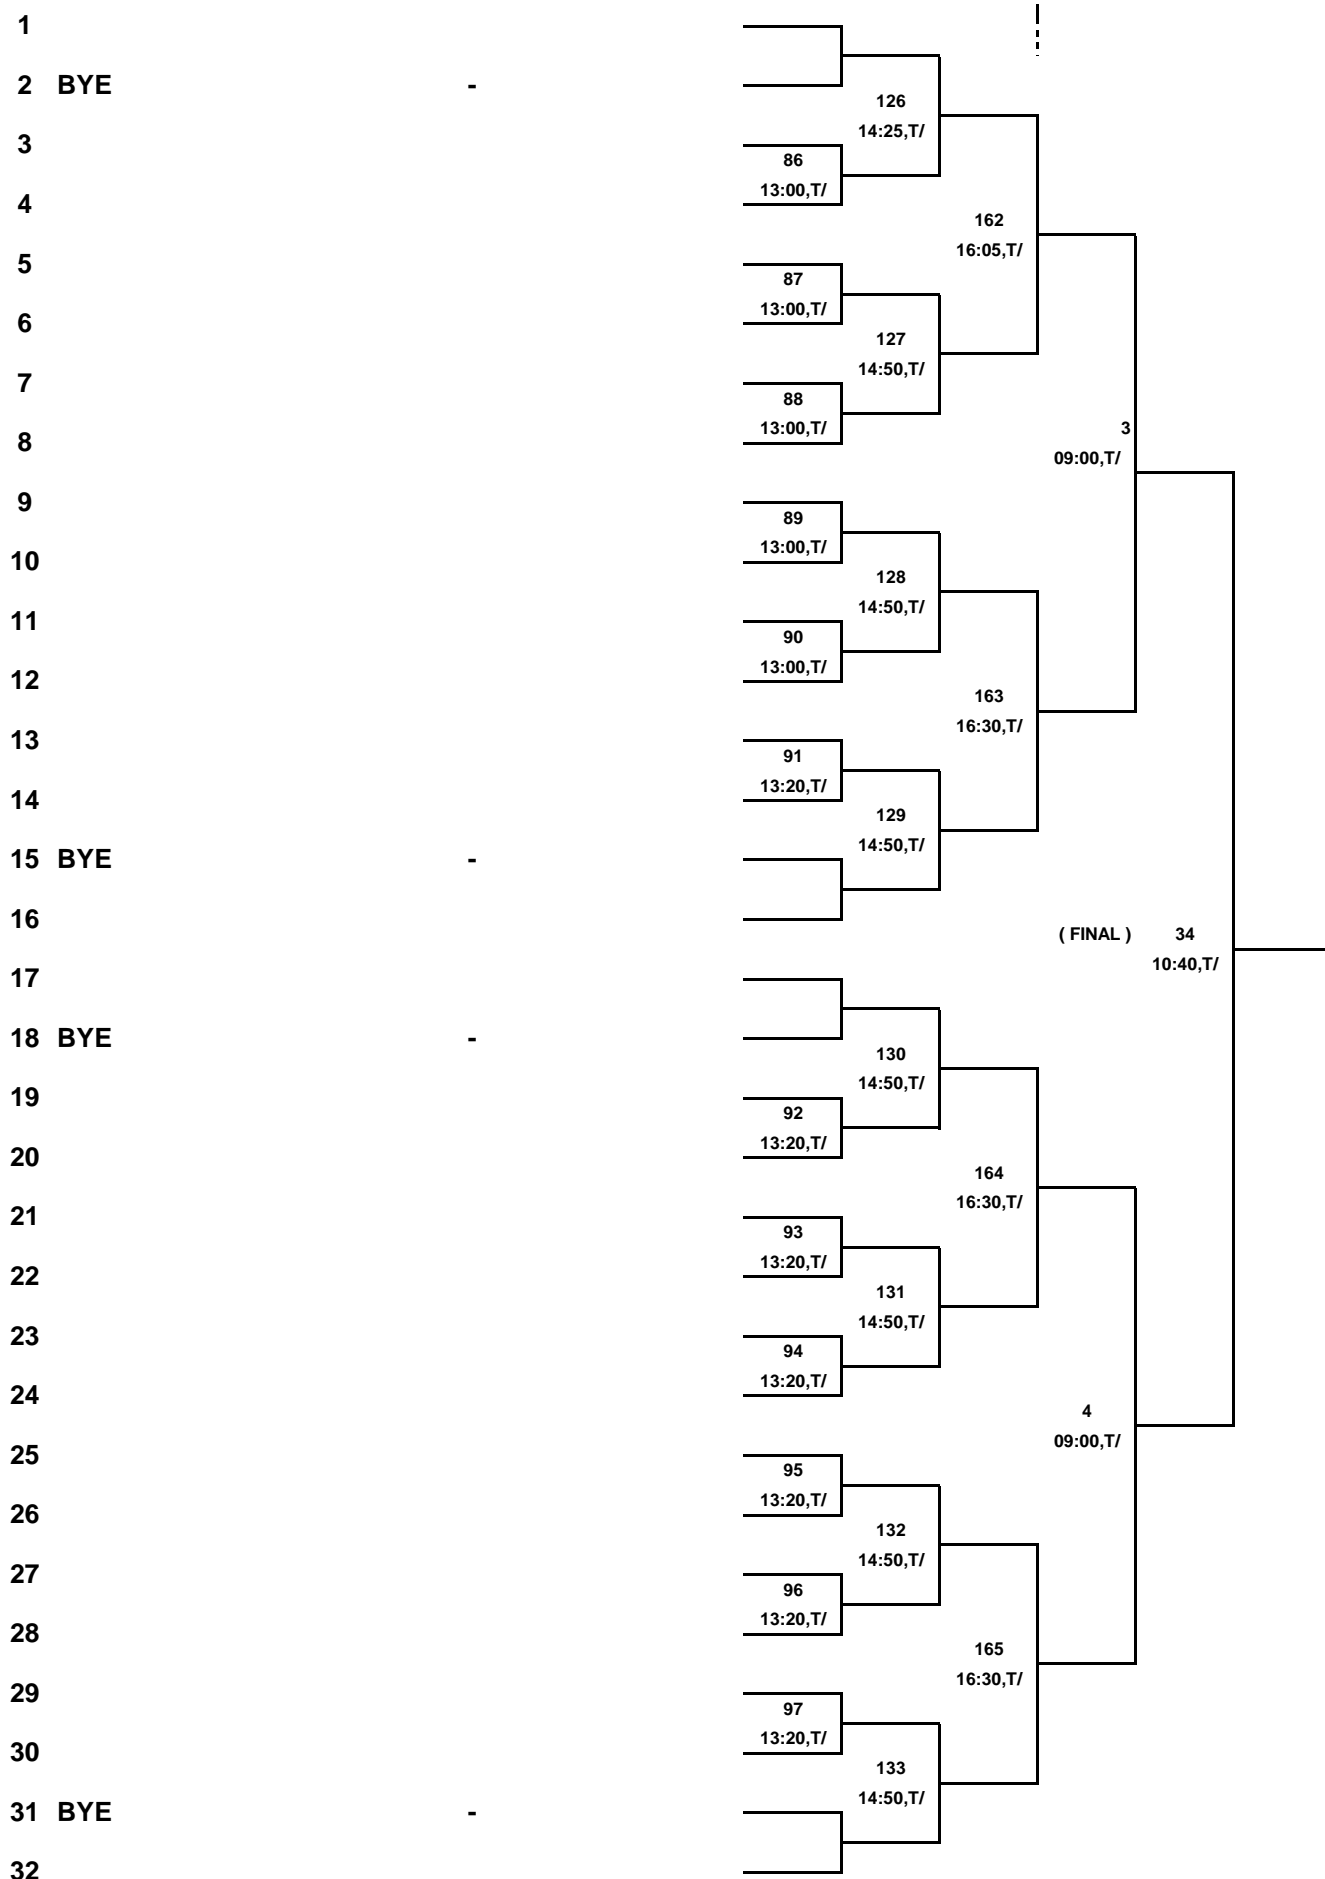 1
2 BYE -
126
14:25,T/
3
86
13:00,T/
4
162
16:05,T/
5
87
13:00,T/
6
127
14:50,T/
7
88
13:00,T/
8
3
09:00,T/
9
89
13:00,T/
10
128
14:50,T/
11
90
13:00,T/
12
163
16:30,T/
13
91
13:20,T/
14
129
14:50,T/
15 BYE -
16
( FINAL ) 34
10:40,T/
17
18 BYE -
130
14:50,T/
19
92
13:20,T/
20
164
16:30,T/
21
93
13:20,T/
22
131
14:50,T/
23
94
13:20,T/
24
4
09:00,T/
25
95
13:20,T/
26
132
14:50,T/
27
96
13:20,T/
28
165
16:30,T/
29
97
13:20,T/
30
133
14:50,T/
31 BYE -
32